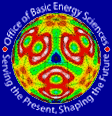 Office of Basic Energy Sciences
Serving the Present, Shaping the Future